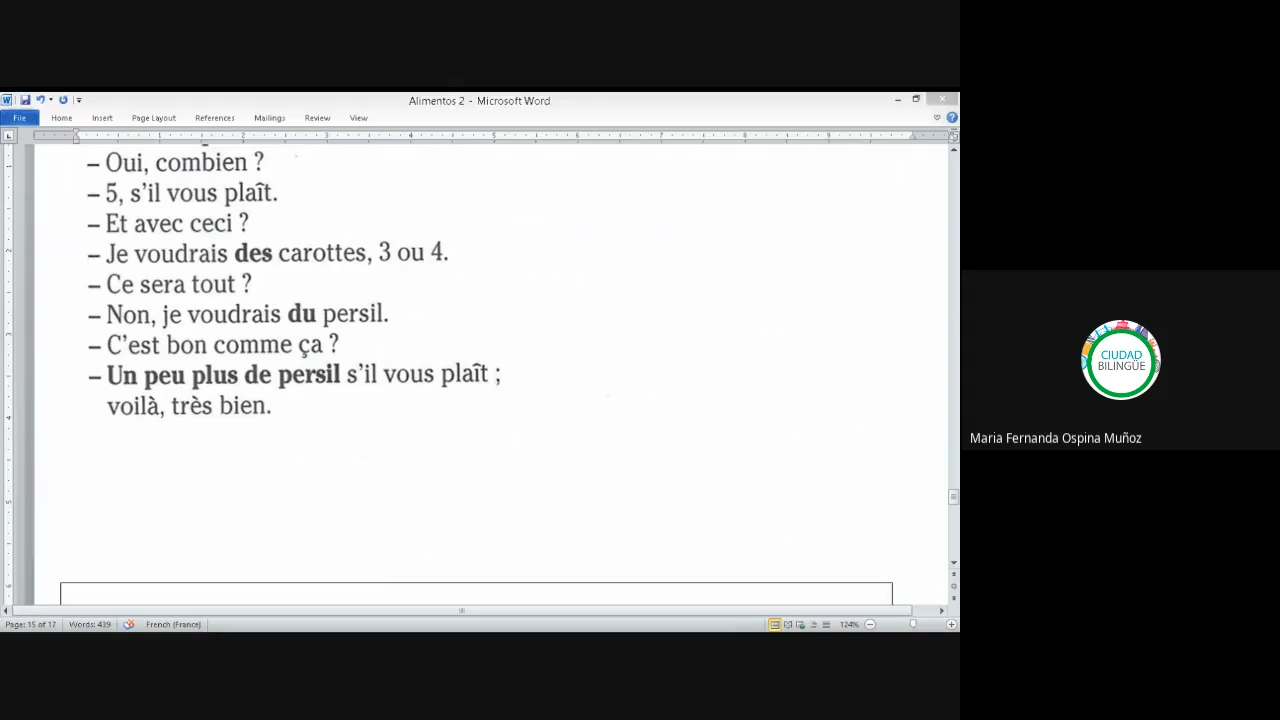 Alimentos 2 - Microsoft Word
File Home Insert Page Layout References Mailings Review View
– Oui, combien ?
– 5, s'il vous plaît.
– Et avec ceci ?
– Je voudrais des carottes, 3 ou 4.
– Ce sera tout ?
– Non, je voudrais du persil.
– C'est bon comme ça ?
– Un peu plus de persil s'il vous plaît ;
voilà, très bien.
CIUDAD
BILINGÜE
Maria Fernanda Ospina Muñoz
Page: 15 of 17 Words: 439 French (France) 124%